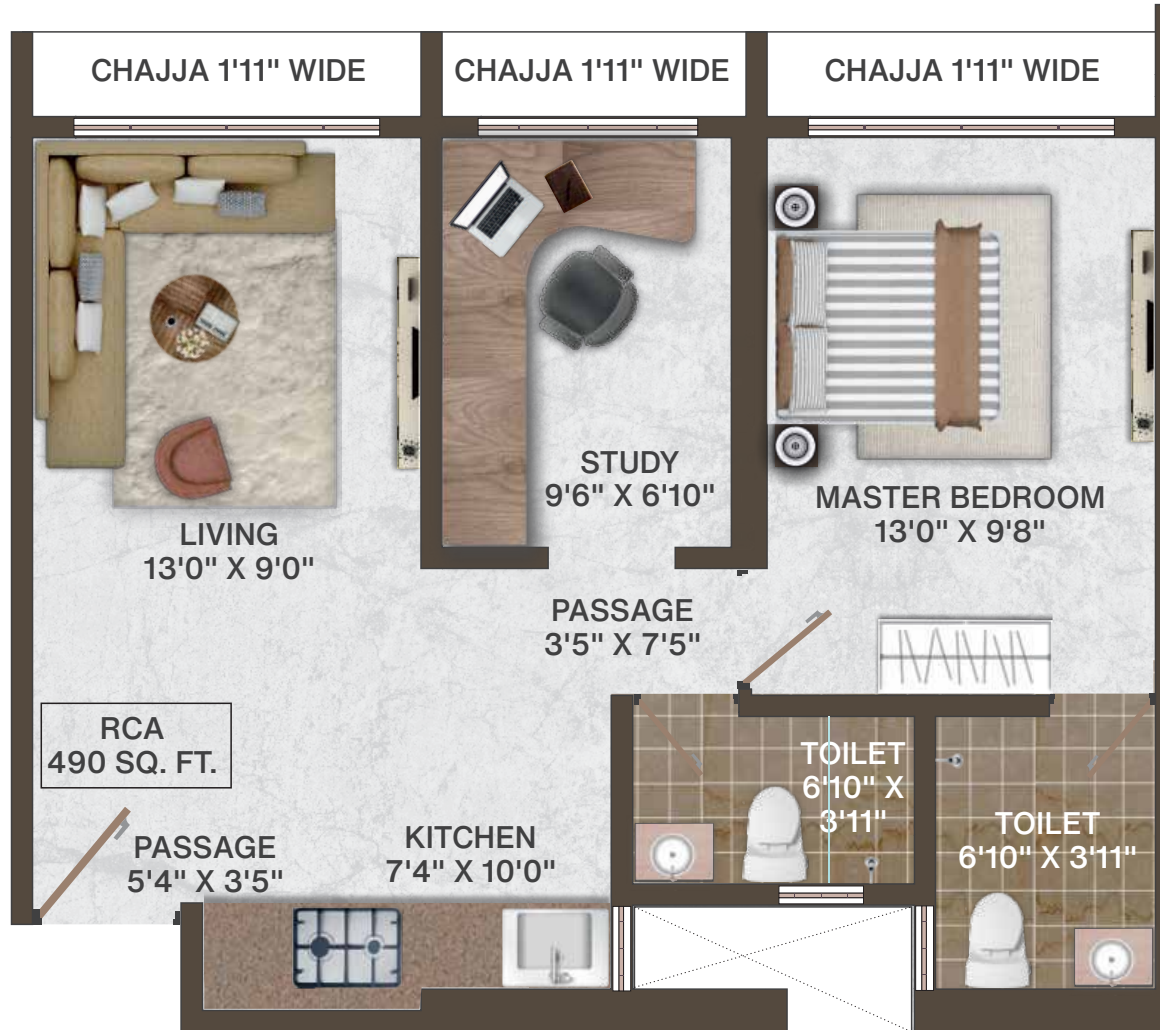 CHAJJA 1'11" WIDE
CHAJJA 1'11" WIDE
CHAJJA 1'11" WIDE
STUDY
9'6" X 6'10"
MASTER BEDROOM
13'0" X 9'8"
LIVING
13'0" X 9'0"
PASSAGE
3'5" X 7'5"
RCA
490 SQ. FT.
TOILET
6'10" X
3'11"
TOILET
6'10" X 3'11"
KITCHEN
7'4" X 10'0"
PASSAGE
5'4" X 3'5"